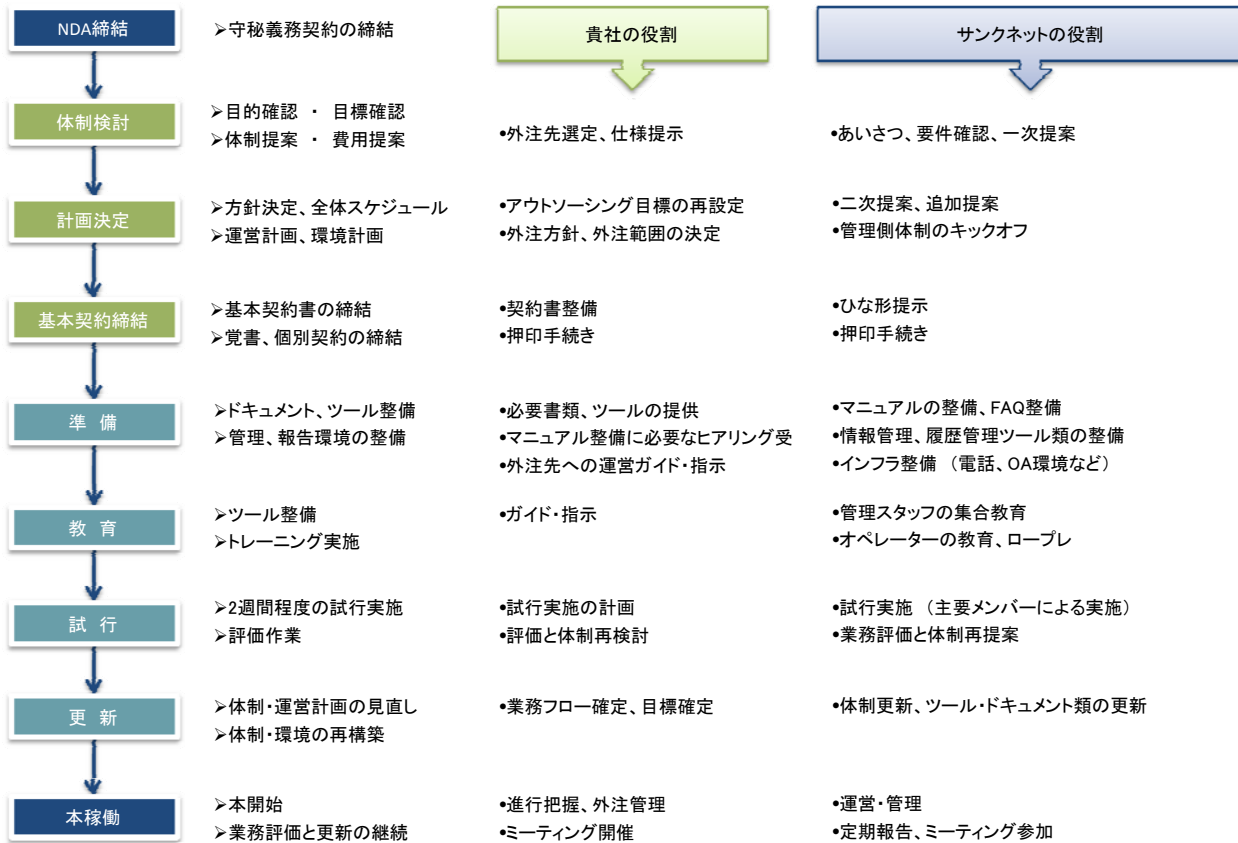 NDA締結
➢守秘義務契約の締結
貴社の役割
サンクネットの役割
体制検討
➢目的確認 ・ 目標確認
➢体制提案 ・ 費用提案
•外注先選定、仕様提示
•あいさつ、要件確認、一次提案
計画決定
➢方針決定、全体スケジュール
➢運営計画、環境計画
•アウトソーシング目標の再設定
•外注方針、外注範囲の決定
•二次提案、追加提案
•管理側体制のキックオフ
基本契約締結
➢基本契約書の締結
➢覚書、個別契約の締結
•契約書整備
•押印手続き
•ひな形提示
•押印手続き
準 備
➢ドキュメント、ツール整備
➢管理、報告環境の整備
•必要書類、ツールの提供
•マニュアル整備に必要なヒアリング受
•外注先への運営ガイド・指示
•マニュアルの整備、FAQ整備
•情報管理、履歴管理ツール類の整備
•インフラ整備 （電話、OA環境など）
教 育
➢ツール整備
➢トレーニング実施
•ガイド・指示
•管理スタッフの集合教育
•オペレーターの教育、ロープレ
試 行
➢2週間程度の試行実施
➢評価作業
•試行実施の計画
•評価と体制再検討
•試行実施 （主要メンバーによる実施）
•業務評価と体制再提案
更 新
➢体制・運営計画の見直し
➢体制・環境の再構築
•業務フロー確定、目標確定
•体制更新、ツール・ドキュメント類の更新
本稼働
➢本開始
➢業務評価と更新の継続
•進行把握、外注管理
•ミーティング開催
•運営・管理
•定期報告、ミーティング参加